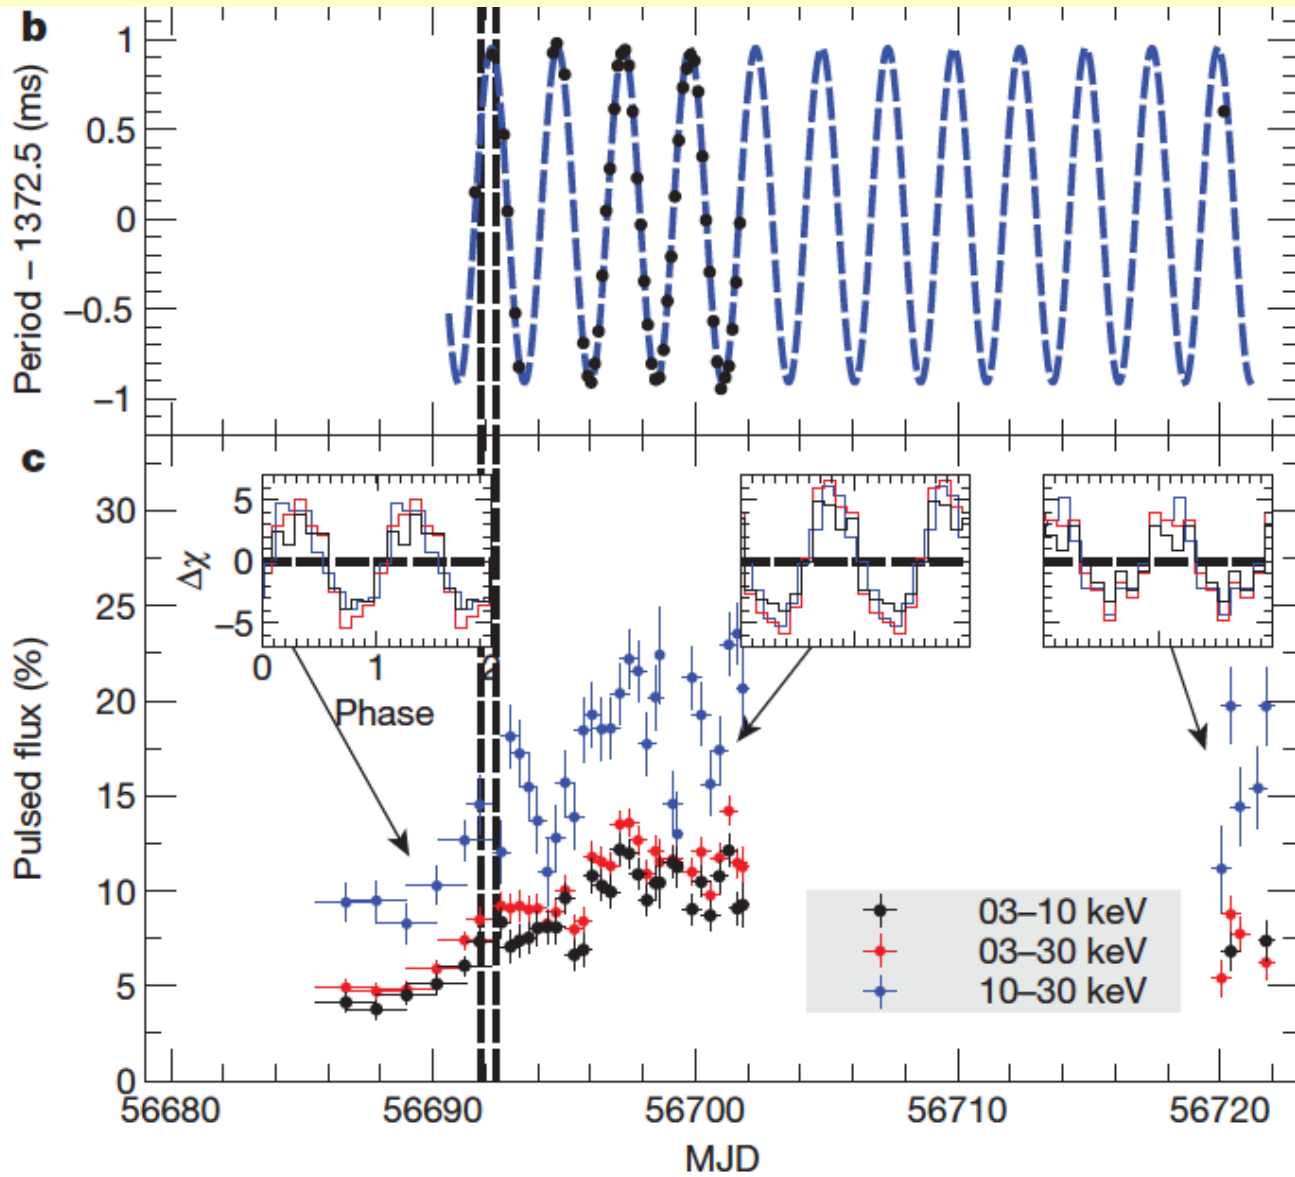 b
Period – 1372.5 (ms)
1
0.5
0
–0.5
–1
c
Pulsed flux (%)
30
25
20
15
10
5
0
Δχ
5
0
–5
0 1 2
Phase
03–10 keV
03–30 keV
10–30 keV
56680 56690 56700 56710 56720
MJD